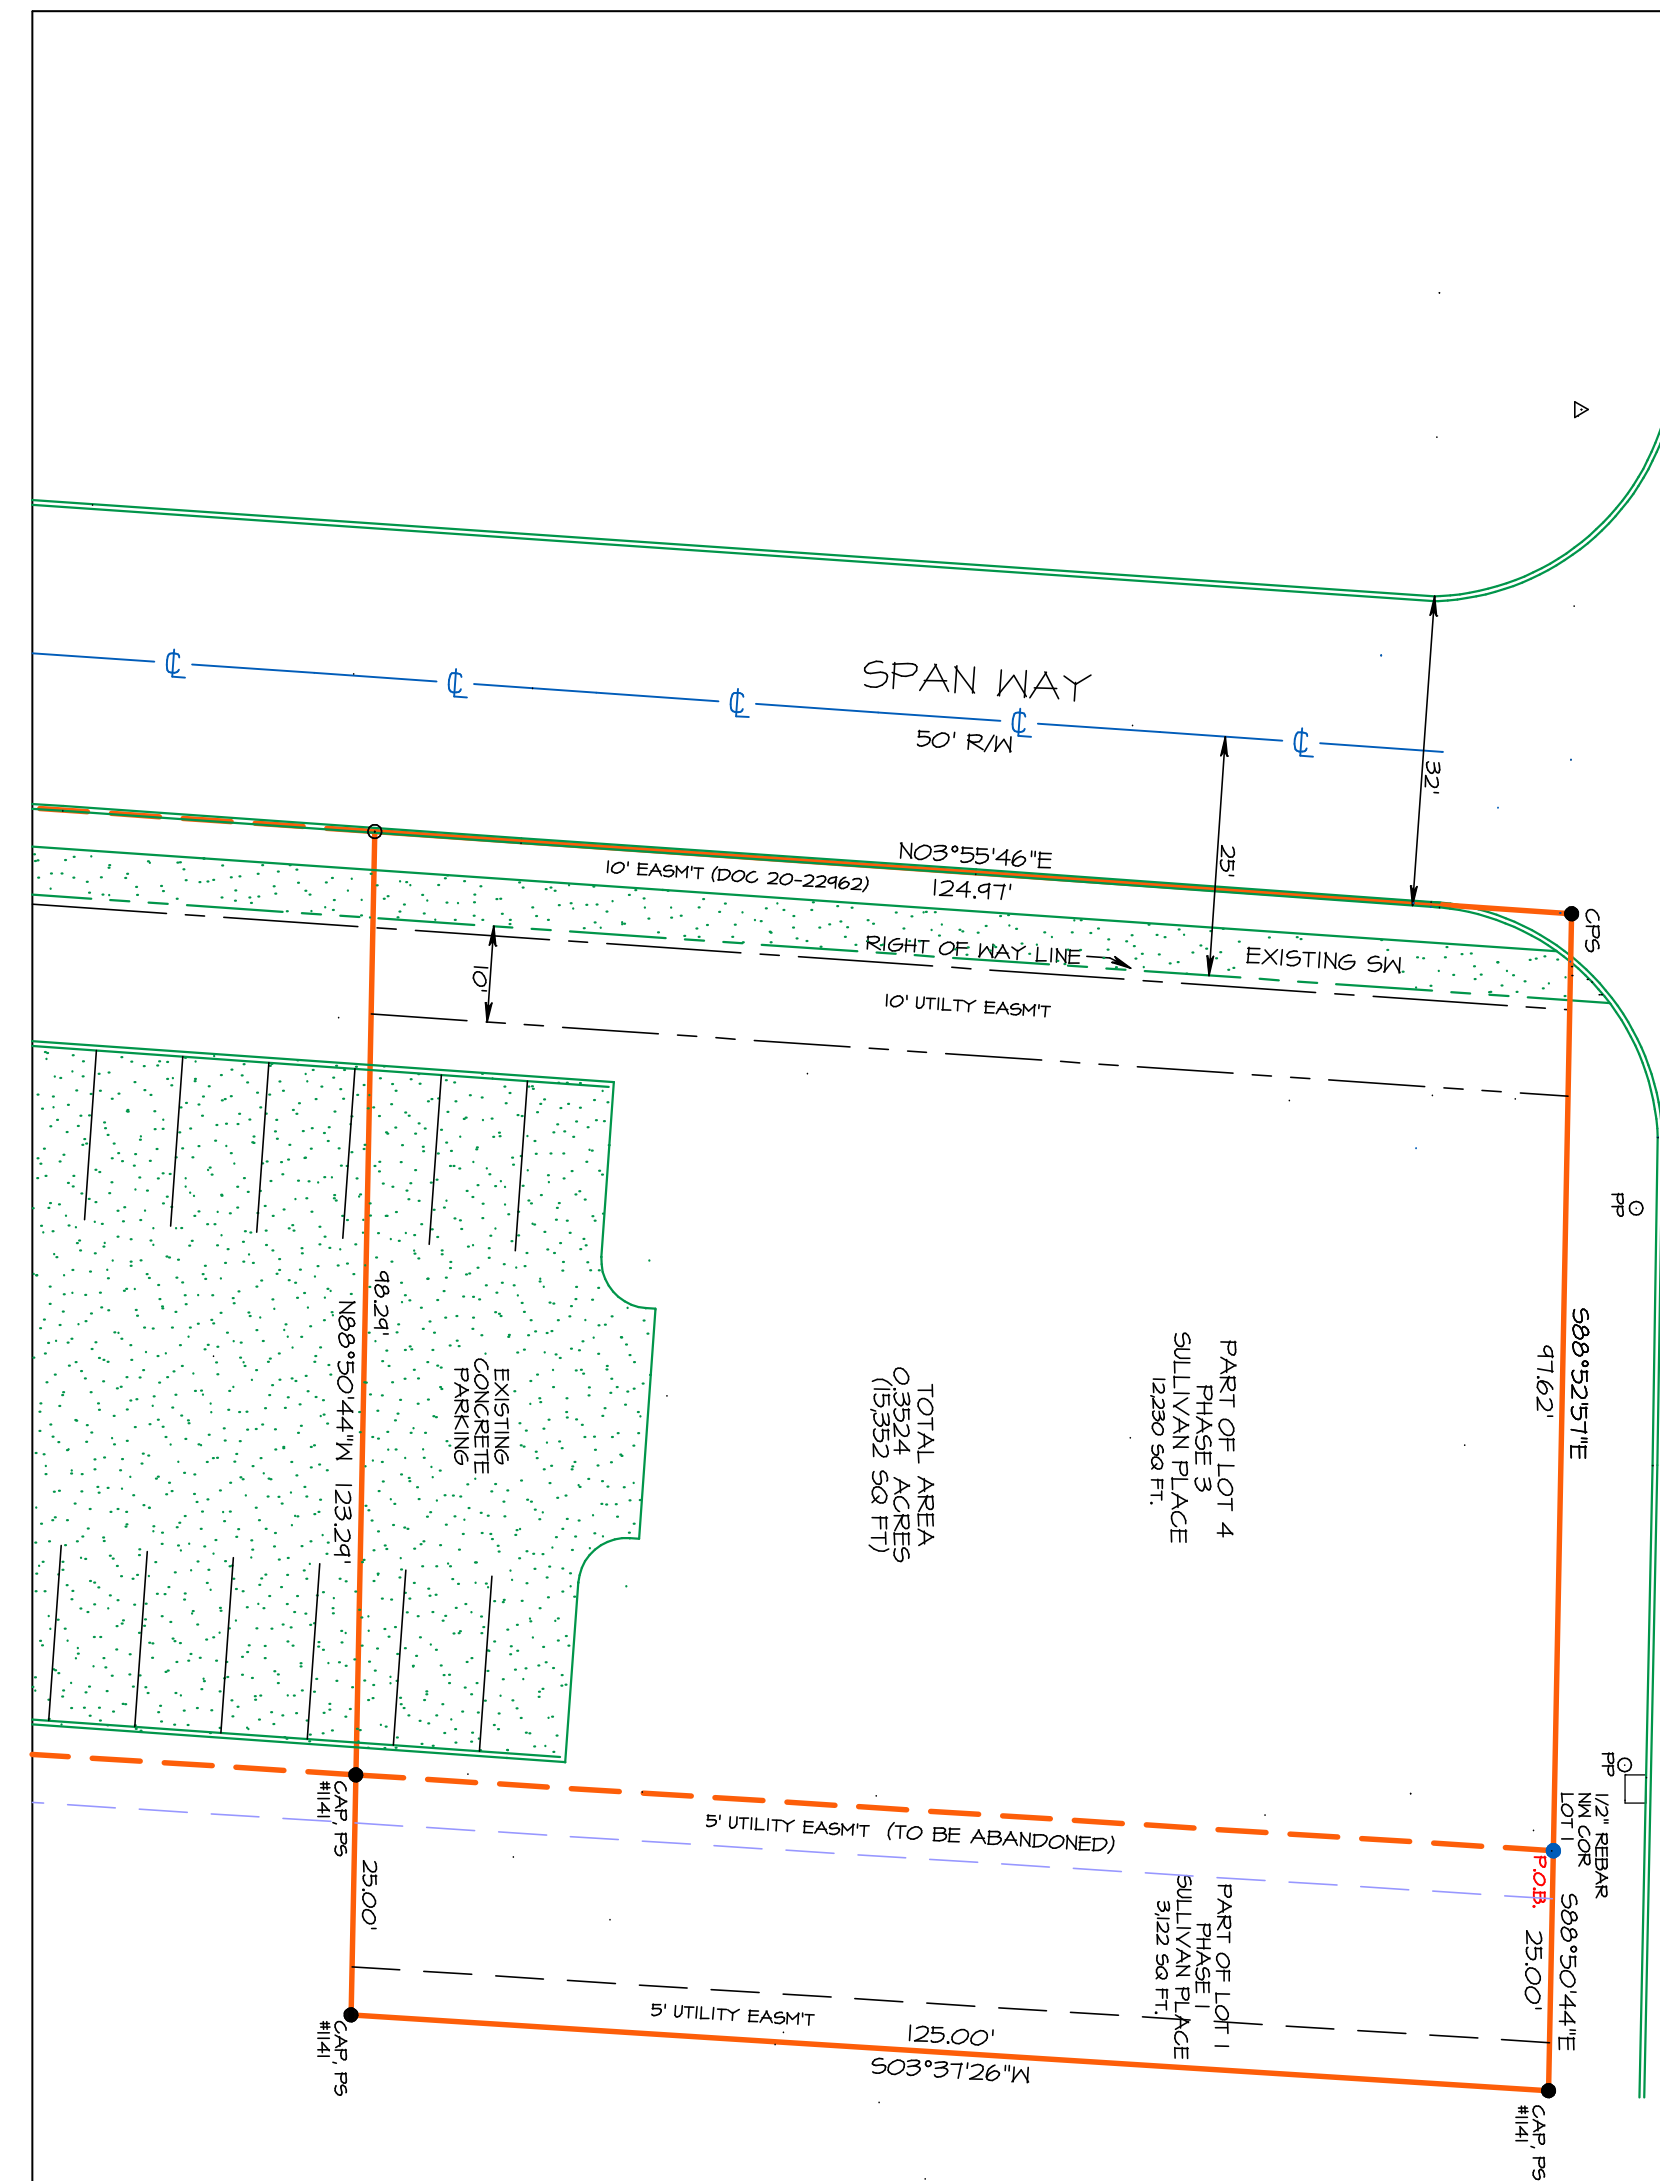 SPAN WAY
50' R/W
32'
25'
N03°55'46"E
124.97'
10' EASM'T (DOC 20-22962)
CPS
RIGHT OF WAY LINE
EXISTING SW.
10'
10' UTILTY EASM'T
PP
98.29'
N88°50'44"W 123.29'
EXISTING
CONCRETE
PARKING
TOTAL AREA
0.3524 ACRES
(15,352 SQ FT)
PART OF LOT 4
PHASE 3
SULLIVAN PLACE
12,230 SQ FT.
S88°52'57"E
97.62'
PP
1/2" REBAR
NW COR
LOT 1
P.O.B.
CAP, PS
#1141
5' UTILITY EASM'T (TO BE ABANDONED)
25.00'
PART OF LOT 1
PHASE 1
SULLIVAN PLACE
3,122 SQ FT.
S88°50'44"E
25.00'
5' UTILITY EASM'T
125.00'
S03°37'26"W
CAP, PS
#1141
CAP, PS
#1141